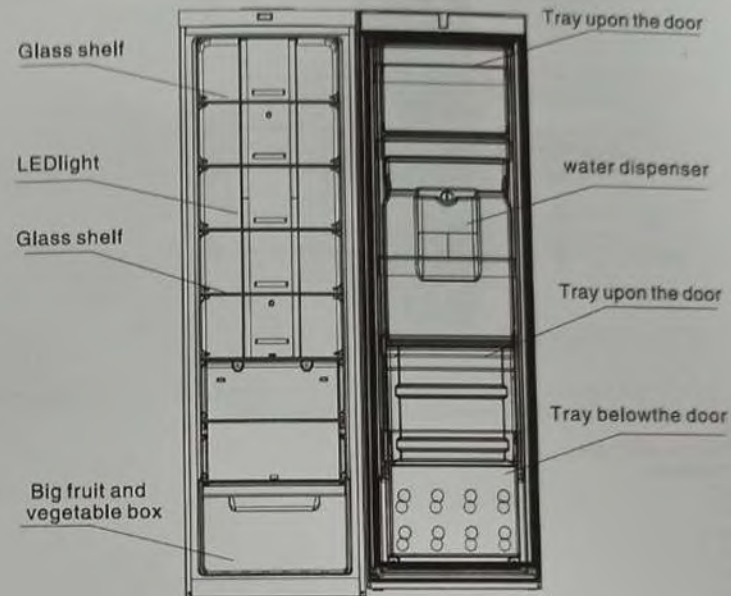 Glass shelf
LEDlight
Glass shelf
Big fruit and
vegetable box
Tray upon the door
water dispenser
Tray upon the door
Tray belowthe door